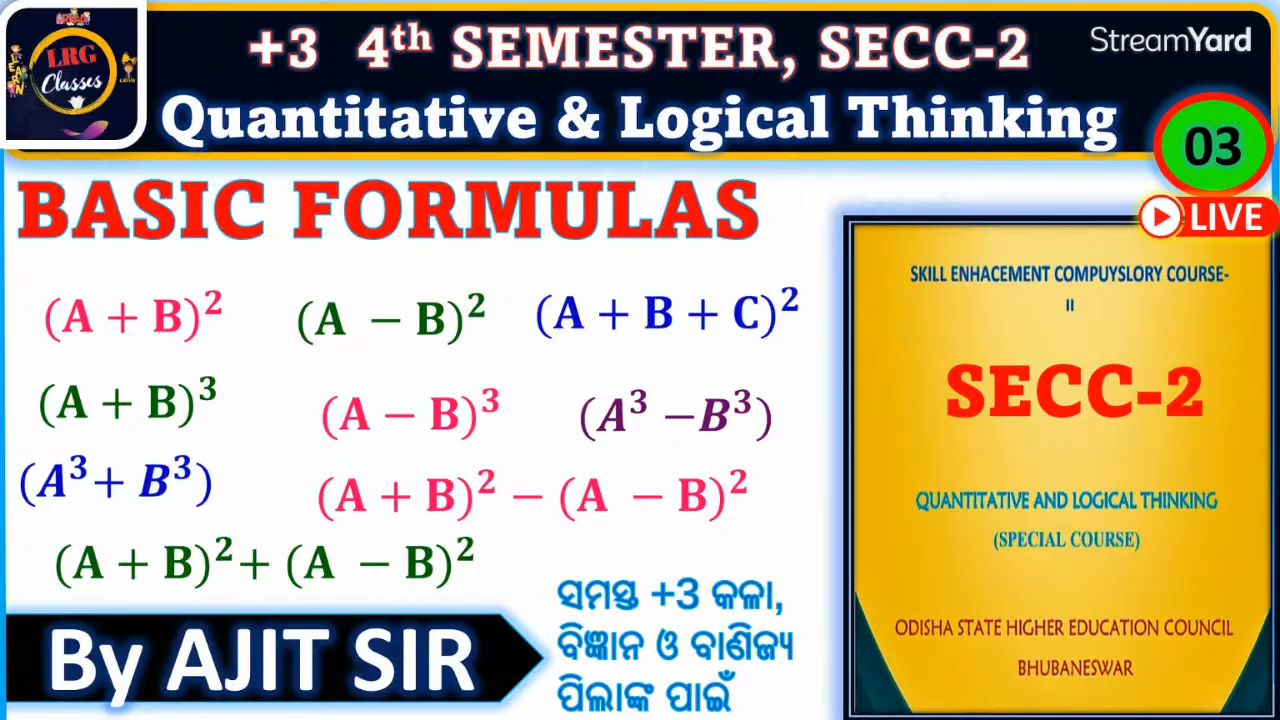 LRG
Classes
LEARN
+3 4th SEMESTER, SECC-2
StreamYard
Quantitative & Logical Thinking
03
LIVE
BASIC FORMULAS
(A + B)² (A − B)² (A + B + C)²
(A + B)³ (A − B)³ (A³ −B³)
(A³+ B³) (A + B)² − (A − B)²
(A + B)²+ (A − B)²
By AJIT SIR
ସମସ୍ତ +3 କଳା,
ବିଜ୍ଞାନ ଓ ବାଣିଜ୍ୟ
ପିଲାଙ୍କ ପାଇଁ
SKILL ENHACEMENT COMPUYSLORY COURSE-
II
SECC-2
QUANTITATIVE AND LOGICAL THINKING
(SPECIAL COURSE)
ODISHA STATE HIGHER EDUCATION COUNCIL
BHUBANESWAR